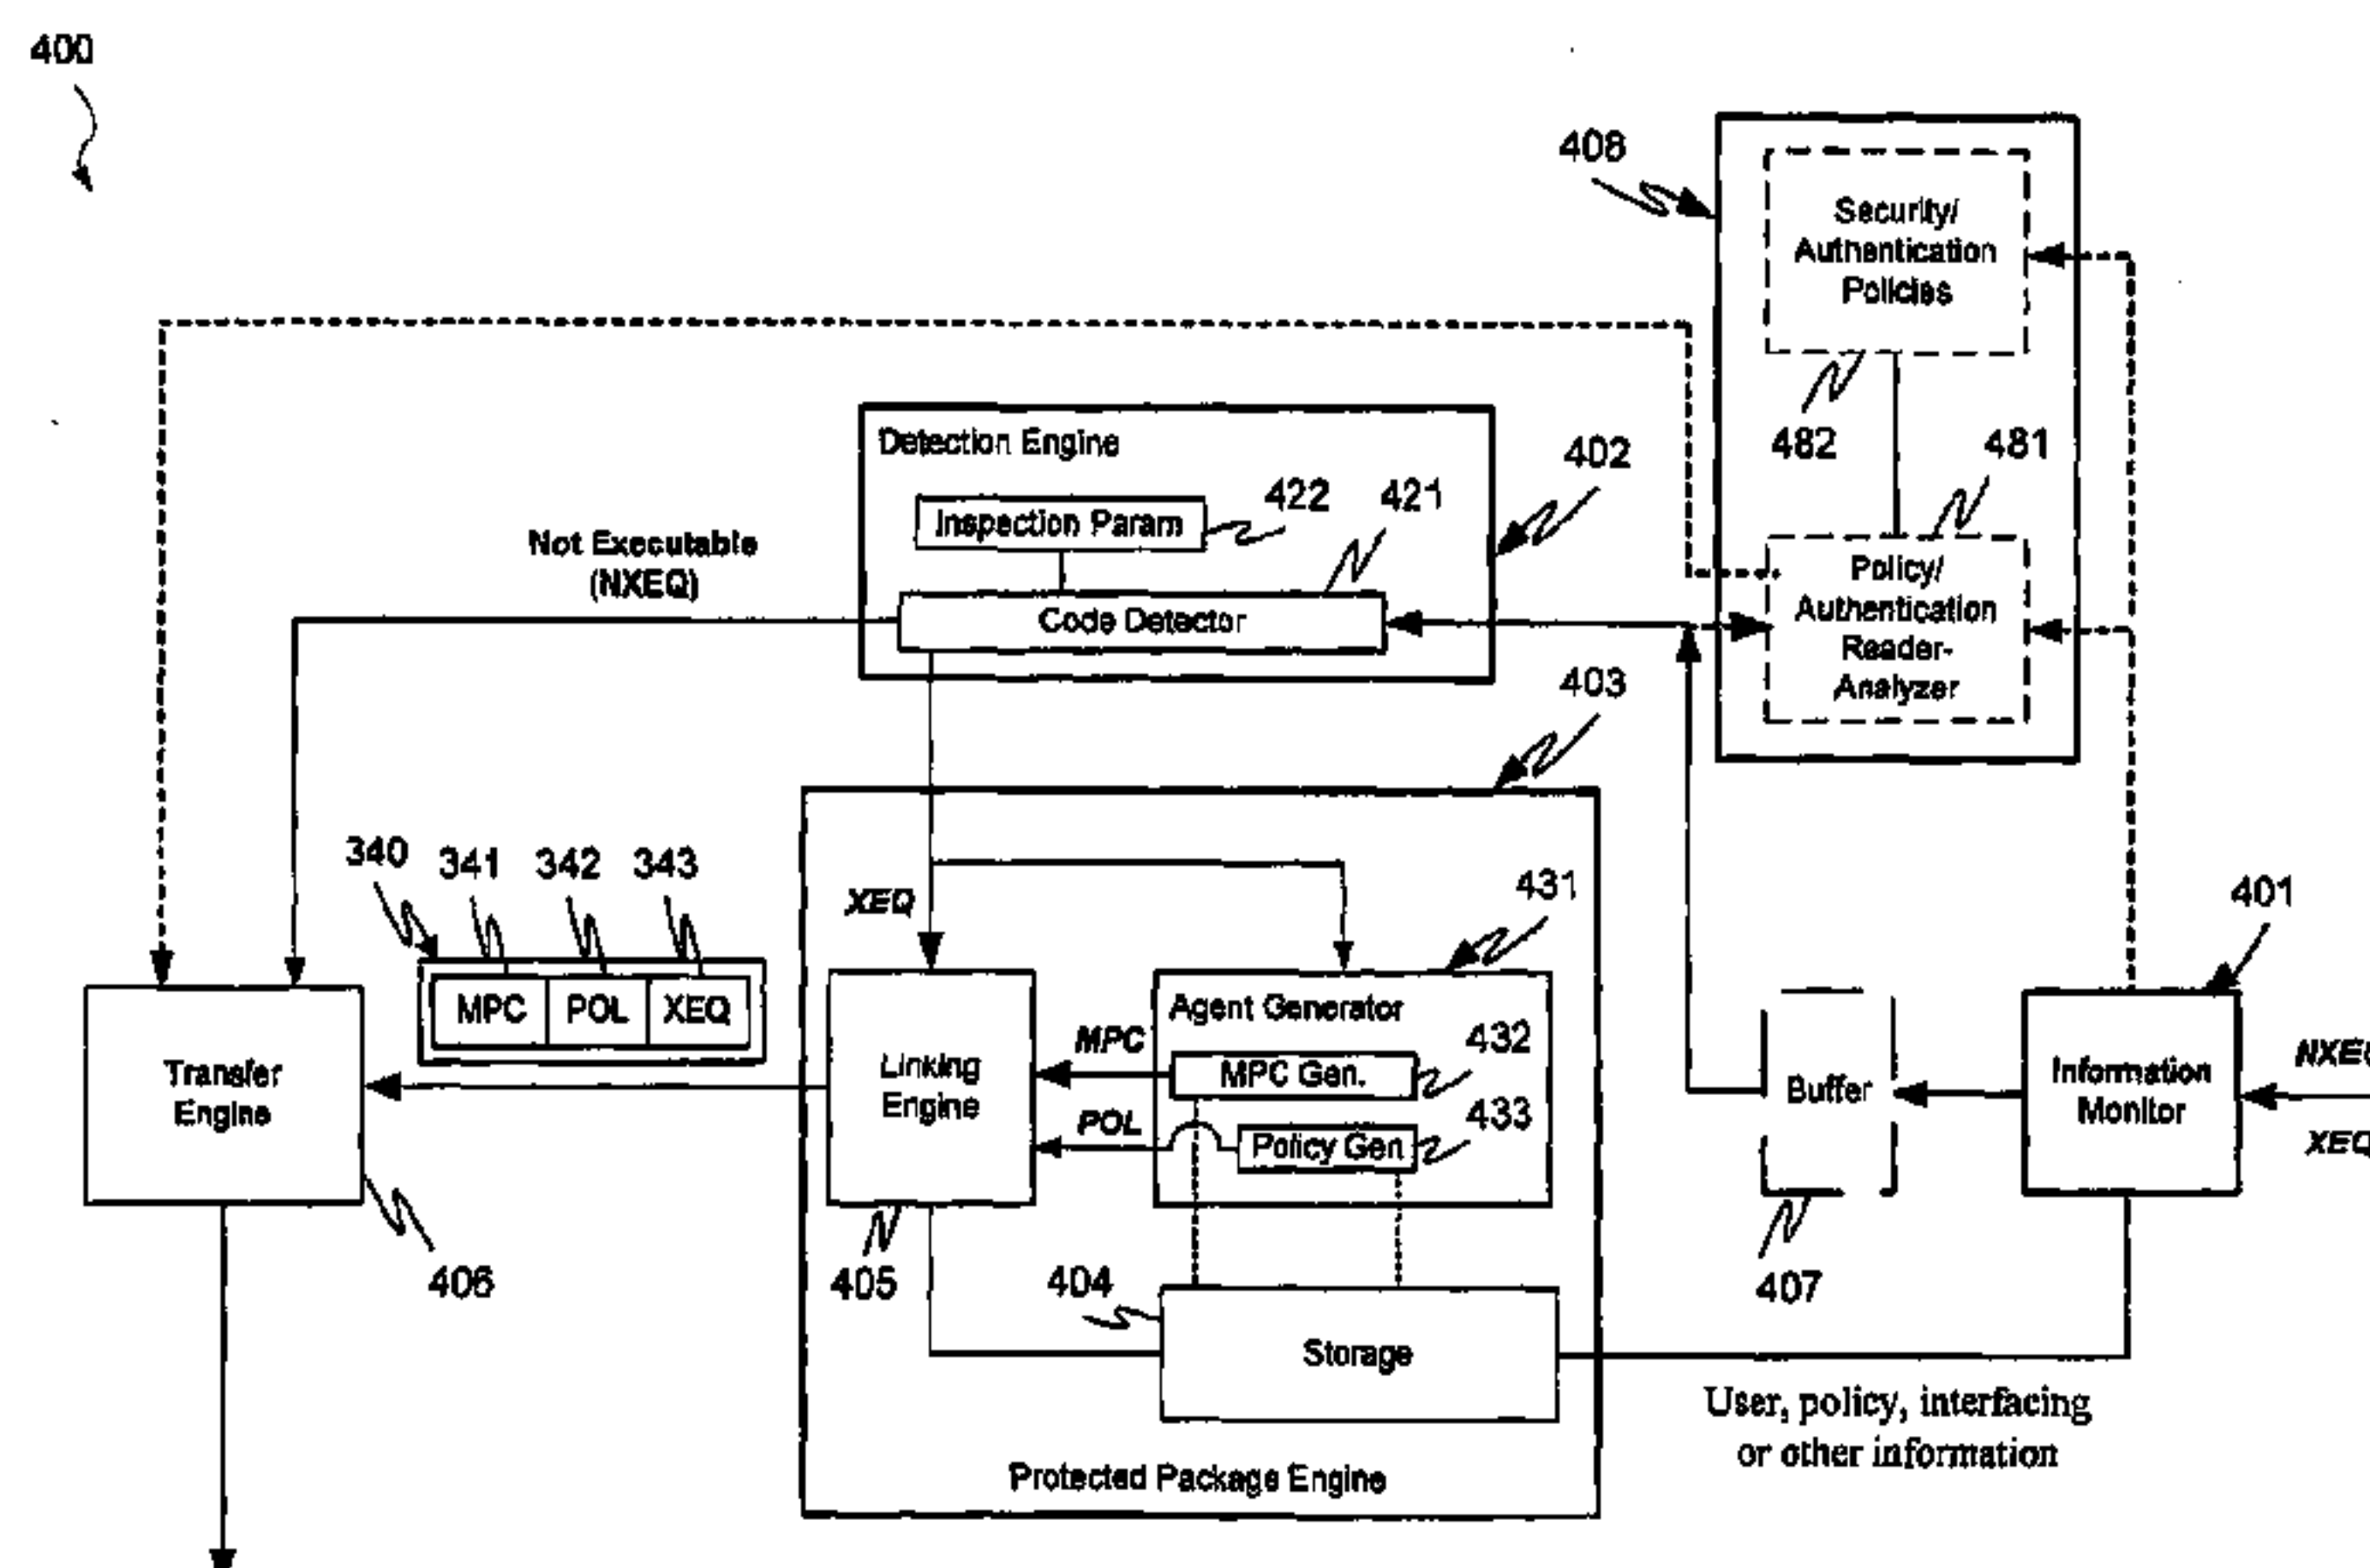 400
408
Security/
Authentication
Policies
482
481
Policy/
Authentication
Reader-
Analyzer
Detection Engine
402
Inspection Param
422
421
Code Detector
Not Executable
(NXEQ)
403
340
341
342
343
MPC
POL
XEQ
XEQ
431
Agent Generator
MPC
MPC Gen.
432
POL
Policy Gen
433
Linking
Engine
405
404
Storage
Protected Package Engine
Transfer
Engine
406
Buffer
407
401
Information
Monitor
XEQ
User, policy, interfacing
or other information